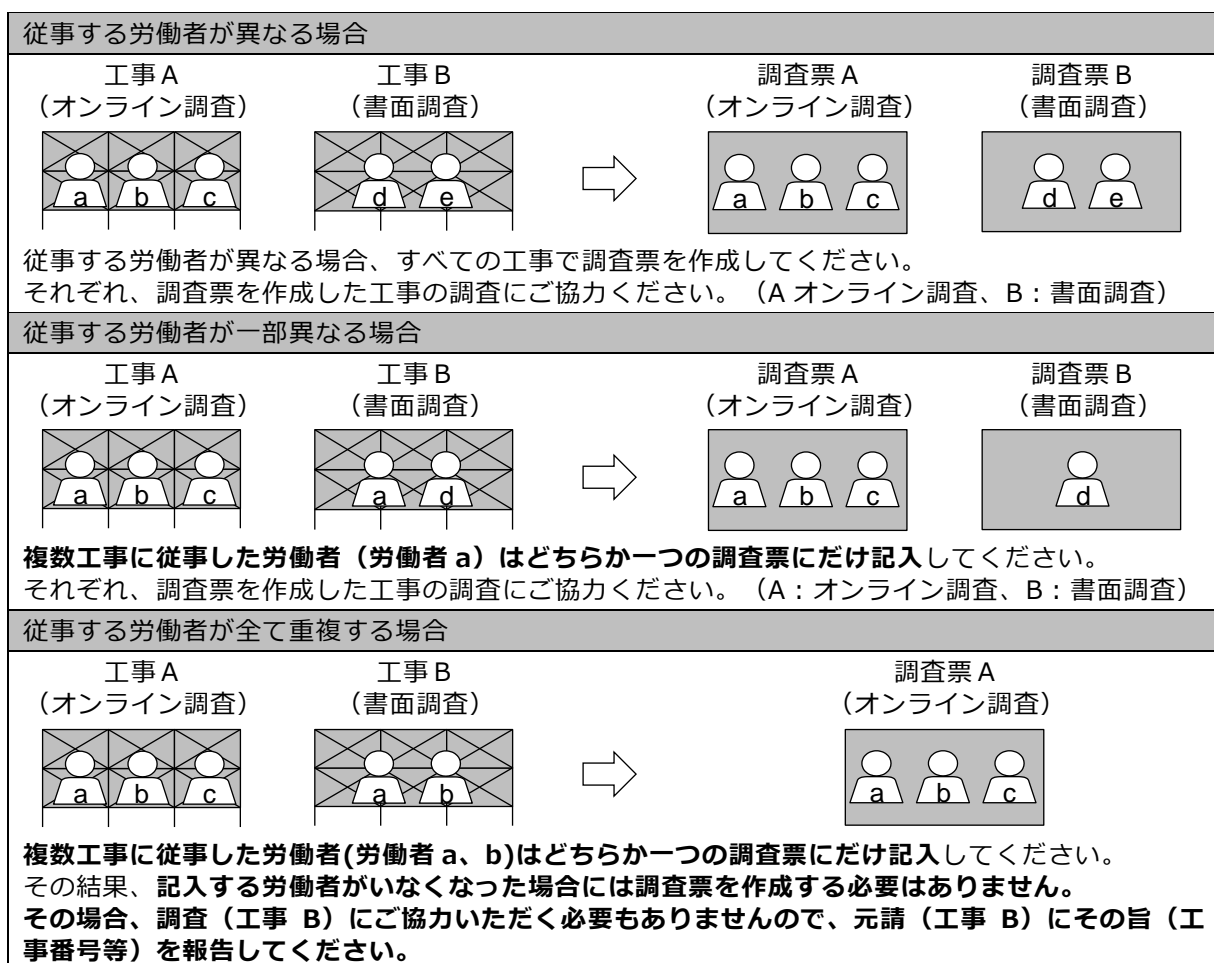 従事する労働者が異なる場合
工事A 工事B 調査票A 調査票B
（オンライン調査） （書面調査） （オンライン調査） （書面調査）
a b c d e a b c d e
従事する労働者が異なる場合、すべての工事で調査票を作成してください。
それぞれ、調査票を作成した工事の調査にご協力ください。（A オンライン調査、B：書面調査）
従事する労働者が一部異なる場合
工事A 工事B 調査票A 調査票B
（オンライン調査） （書面調査） （オンライン調査） （書面調査）
a b c a d a b c d
複数工事に従事した労働者（労働者 a）はどちらか一つの調査票にだけ記入してください。
それぞれ、調査票を作成した工事の調査にご協力ください。（A：オンライン調査、B：書面調査）
従事する労働者が全て重複する場合
工事A 工事B 調査票A
（オンライン調査） （書面調査） （オンライン調査）
a b c a b a b c
複数工事に従事した労働者(労働者 a、b)はどちらか一つの調査票にだけ記入してください。
その結果、記入する労働者がいなくなった場合には調査票を作成する必要はありません。
その場合、調査（工事 B）にご協力いただく必要もありませんので、元請（工事 B）にその旨（工
事番号等）を報告してください。